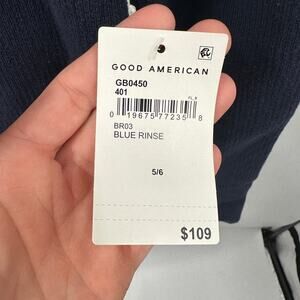 GOOD AMERICAN
GB0450
401
0 19675 77235 8
BR03
BLUE RINSE
5/6
$109